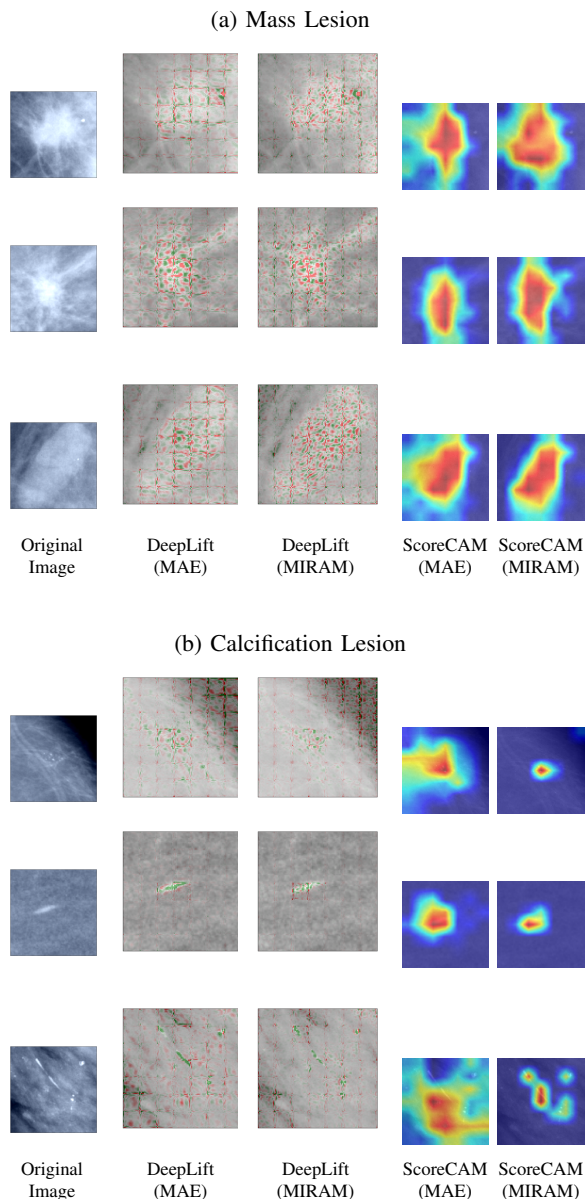 (a) Mass Lesion
Original Image
DeepLift (MAE)
DeepLift (MIRAM)
ScoreCAM (MAE)
ScoreCAM (MIRAM)
(b) Calcification Lesion
Original Image
DeepLift (MAE)
DeepLift (MIRAM)
ScoreCAM (MAE)
ScoreCAM (MIRAM)